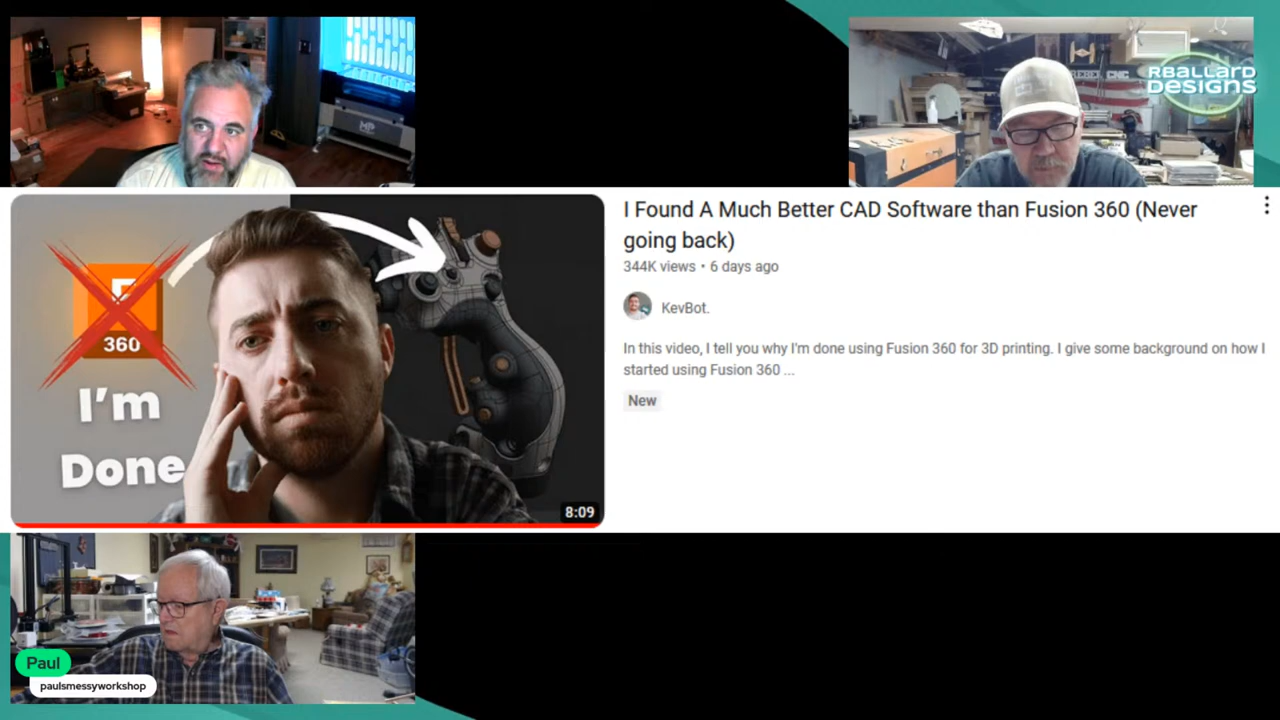 RBALLARD
DESIGNS
REBEL CNC
I Found A Much Better CAD Software than Fusion 360 (Never
going back)
344K views • 6 days ago
KevBot.
In this video, I tell you why I'm done using Fusion 360 for 3D printing. I give some background on how I
started using Fusion 360 ...
New
360
I'm
Done
8:09
Paul
paulsmessyworkshop